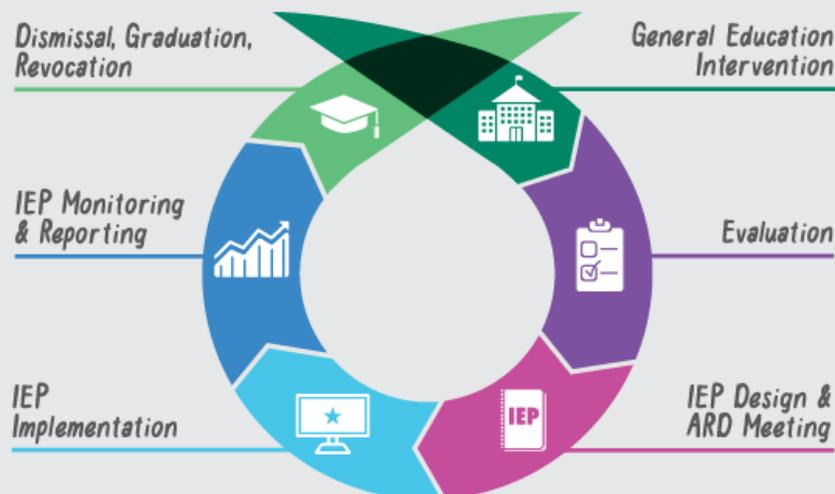 Dismissal, Graduation,
Revocation
General Education
Intervention
IEP Monitoring
& Reporting
Evaluation
IEP
Implementation
IEP
IEP Design &
ARD Meeting